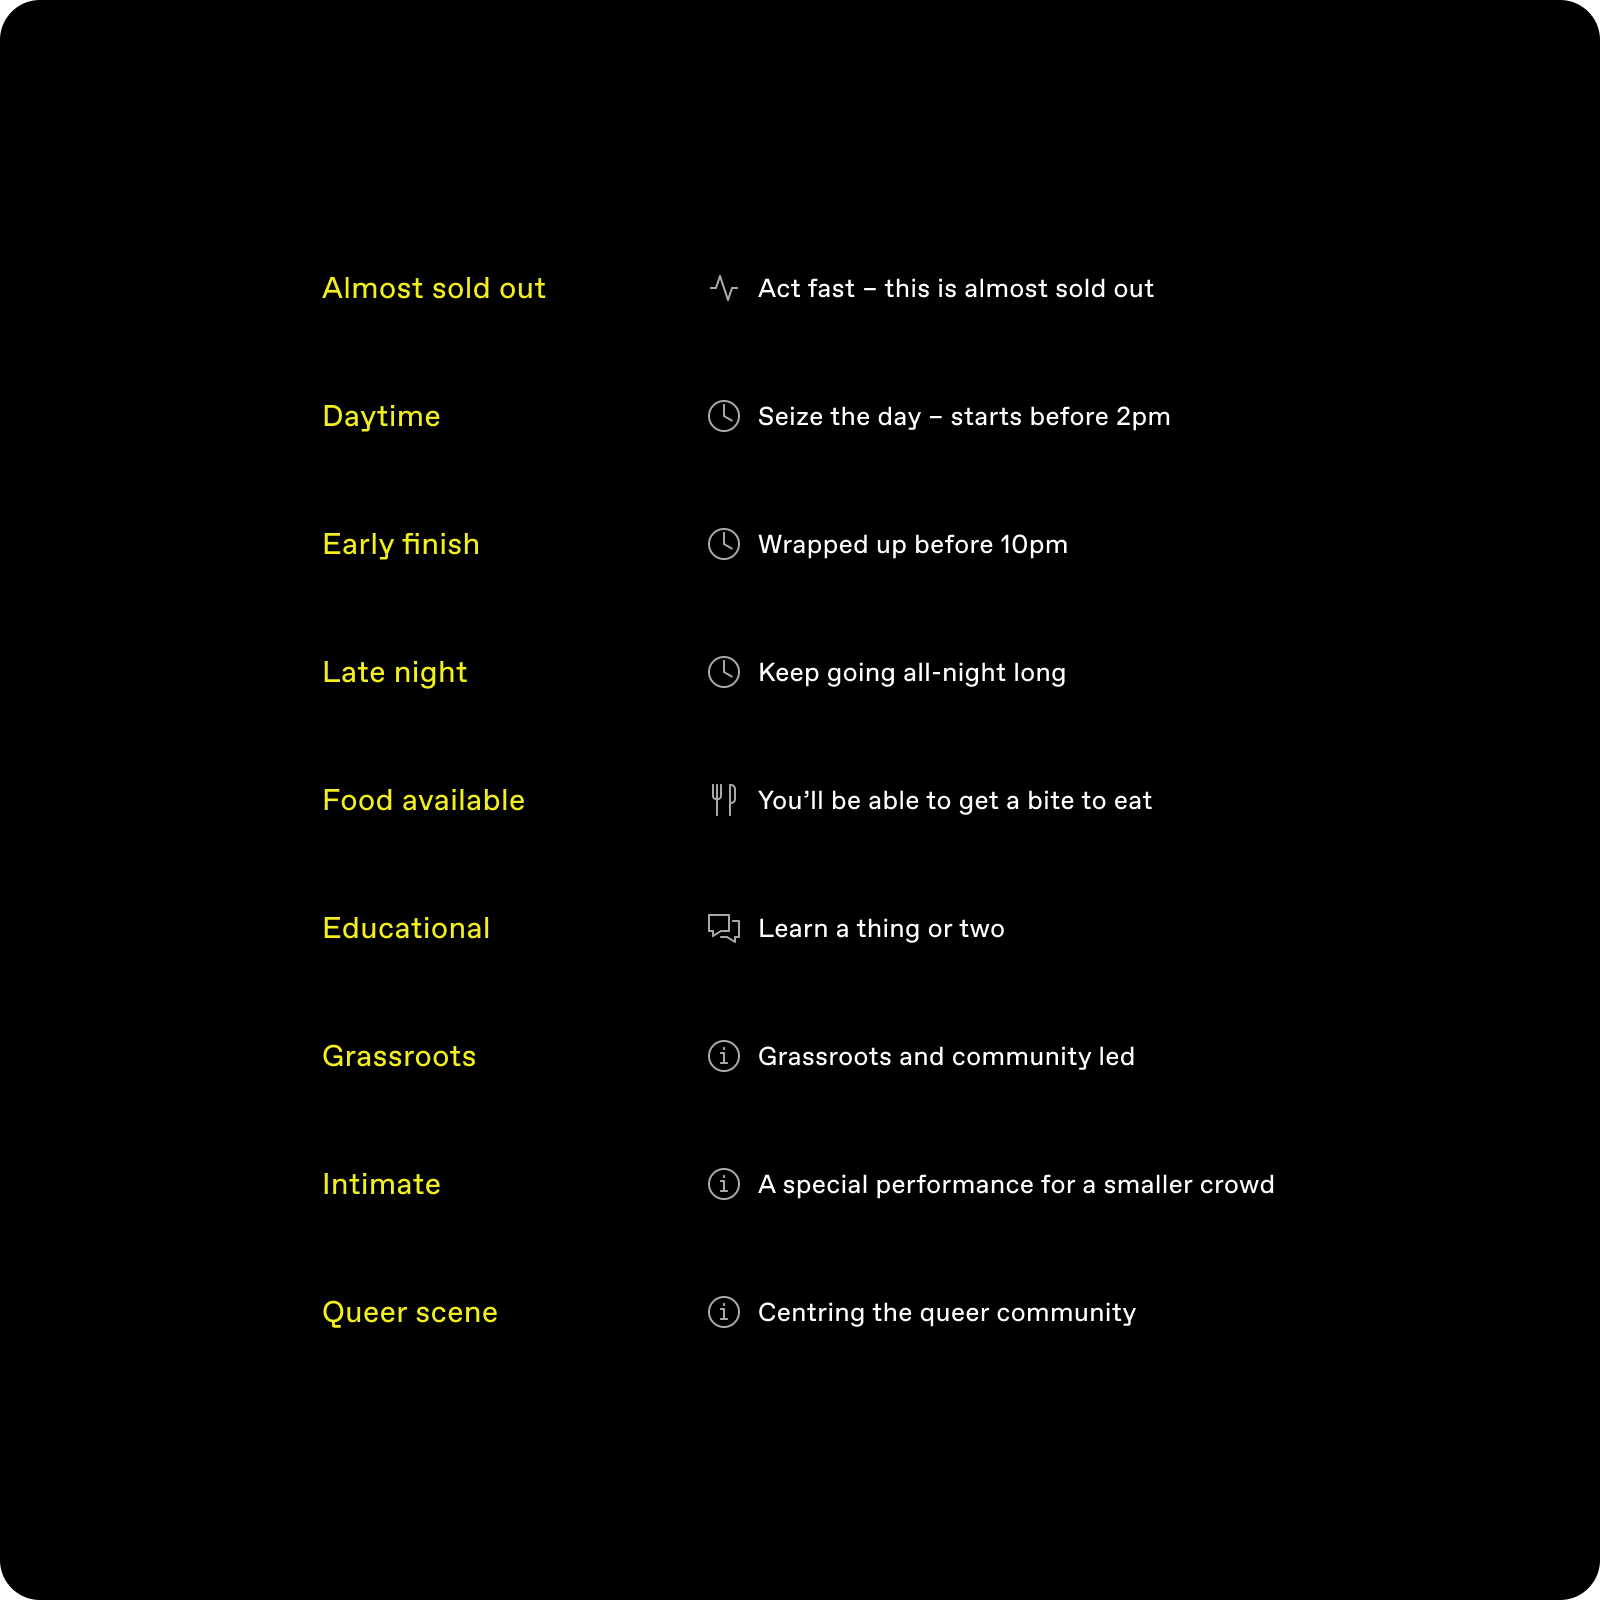 Almost sold out Act fast – this is almost sold out
Daytime Seize the day – starts before 2pm
Early finish Wrapped up before 10pm
Late night Keep going all-night long
Food available You’ll be able to get a bite to eat
Educational Learn a thing or two
Grassroots Grassroots and community led
Intimate A special performance for a smaller crowd
Queer scene Centring the queer community